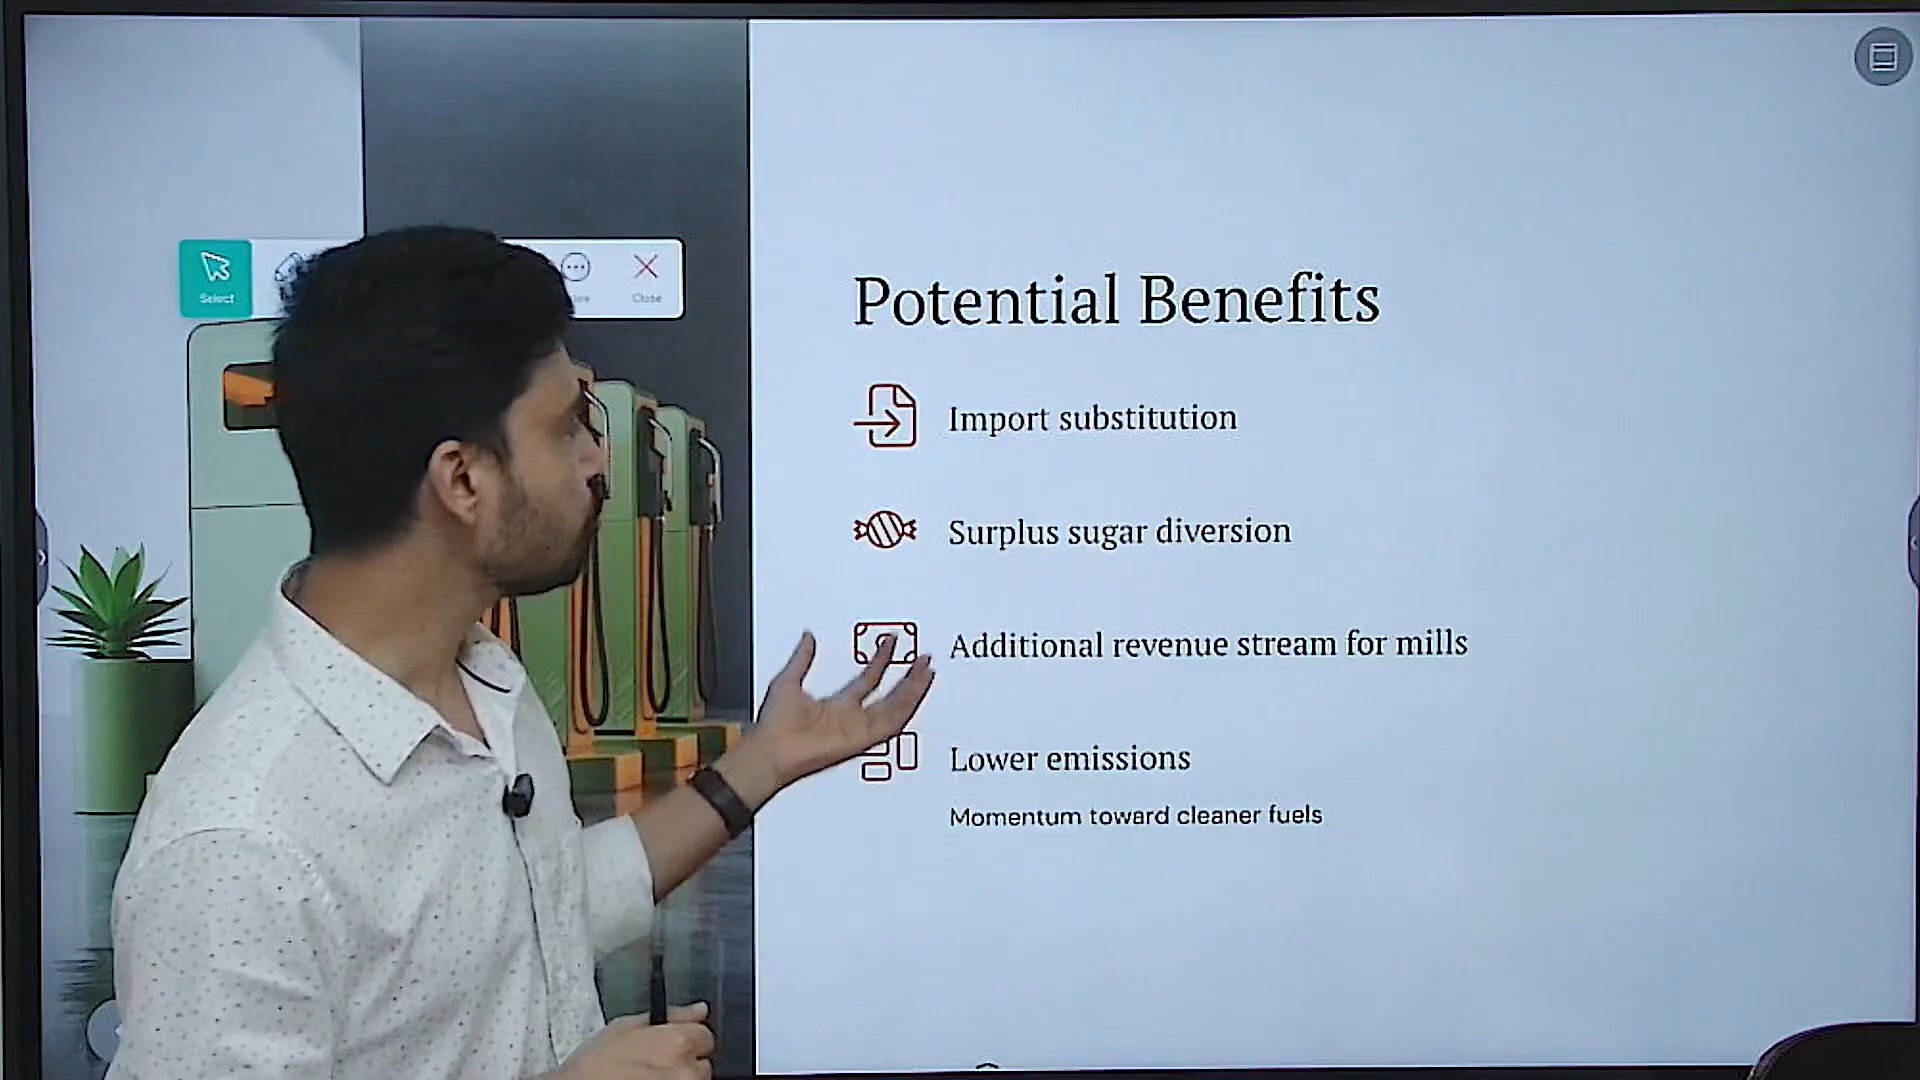 Select
Close
Potential Benefits
Import substitution
Surplus sugar diversion
Additional revenue stream for mills
Lower emissions
Momentum toward cleaner fuels